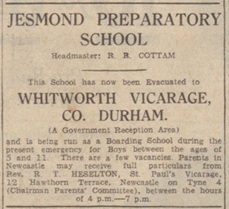 JESMOND PREPARATORY
SCHOOL
Headmaster: R. R. COTTAM
This School has now been Evacuated to
WHITWORTH VICARAGE,
CO. DURHAM.
(A Government Reception Area)
and is being run as a Boarding School during the
present emergency for Boys between the ages of
5 and 11. There are a few vacancies. Parents in
Newcastle may receive full particulars from
Rev. R. T. HESELTON, St. Paul's Vicarage,
12 Hawthorn Terrace, Newcastle on Tyne 4
(Chairman Parents' Committee), between the hours
of 4 p.m.—7 p.m.